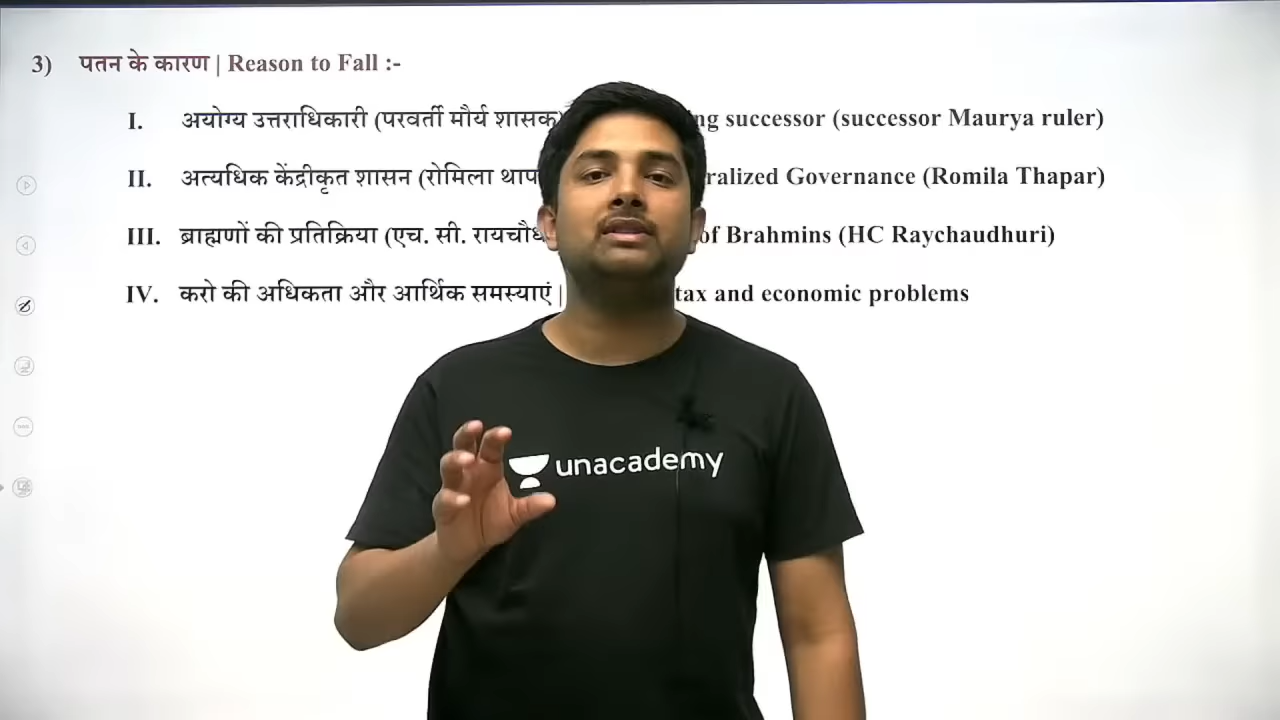 3) पतन के कारण | Reason to Fall :-
I. अयोग्य उत्तराधिकारी (परवर्ती मौर्य शासक) successor (successor Maurya ruler)
II. अत्यधिक केंद्रीकृत शासन (रोमिला Governance (Romila Thapar)
III. ब्राह्मणों की प्रतिक्रिया (एच. सी. of Brahmins (HC Raychaudhuri)
IV. करो की अधिकता और आर्थिक समस्याएं | tax and economic problems
unacademy